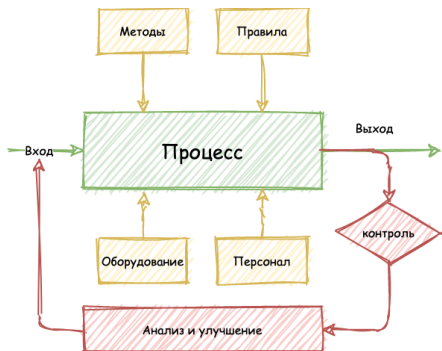 Методы
Правила
Вход
Процесс
Выход
Оборудование
Персонал
контроль
Анализ и улучшение